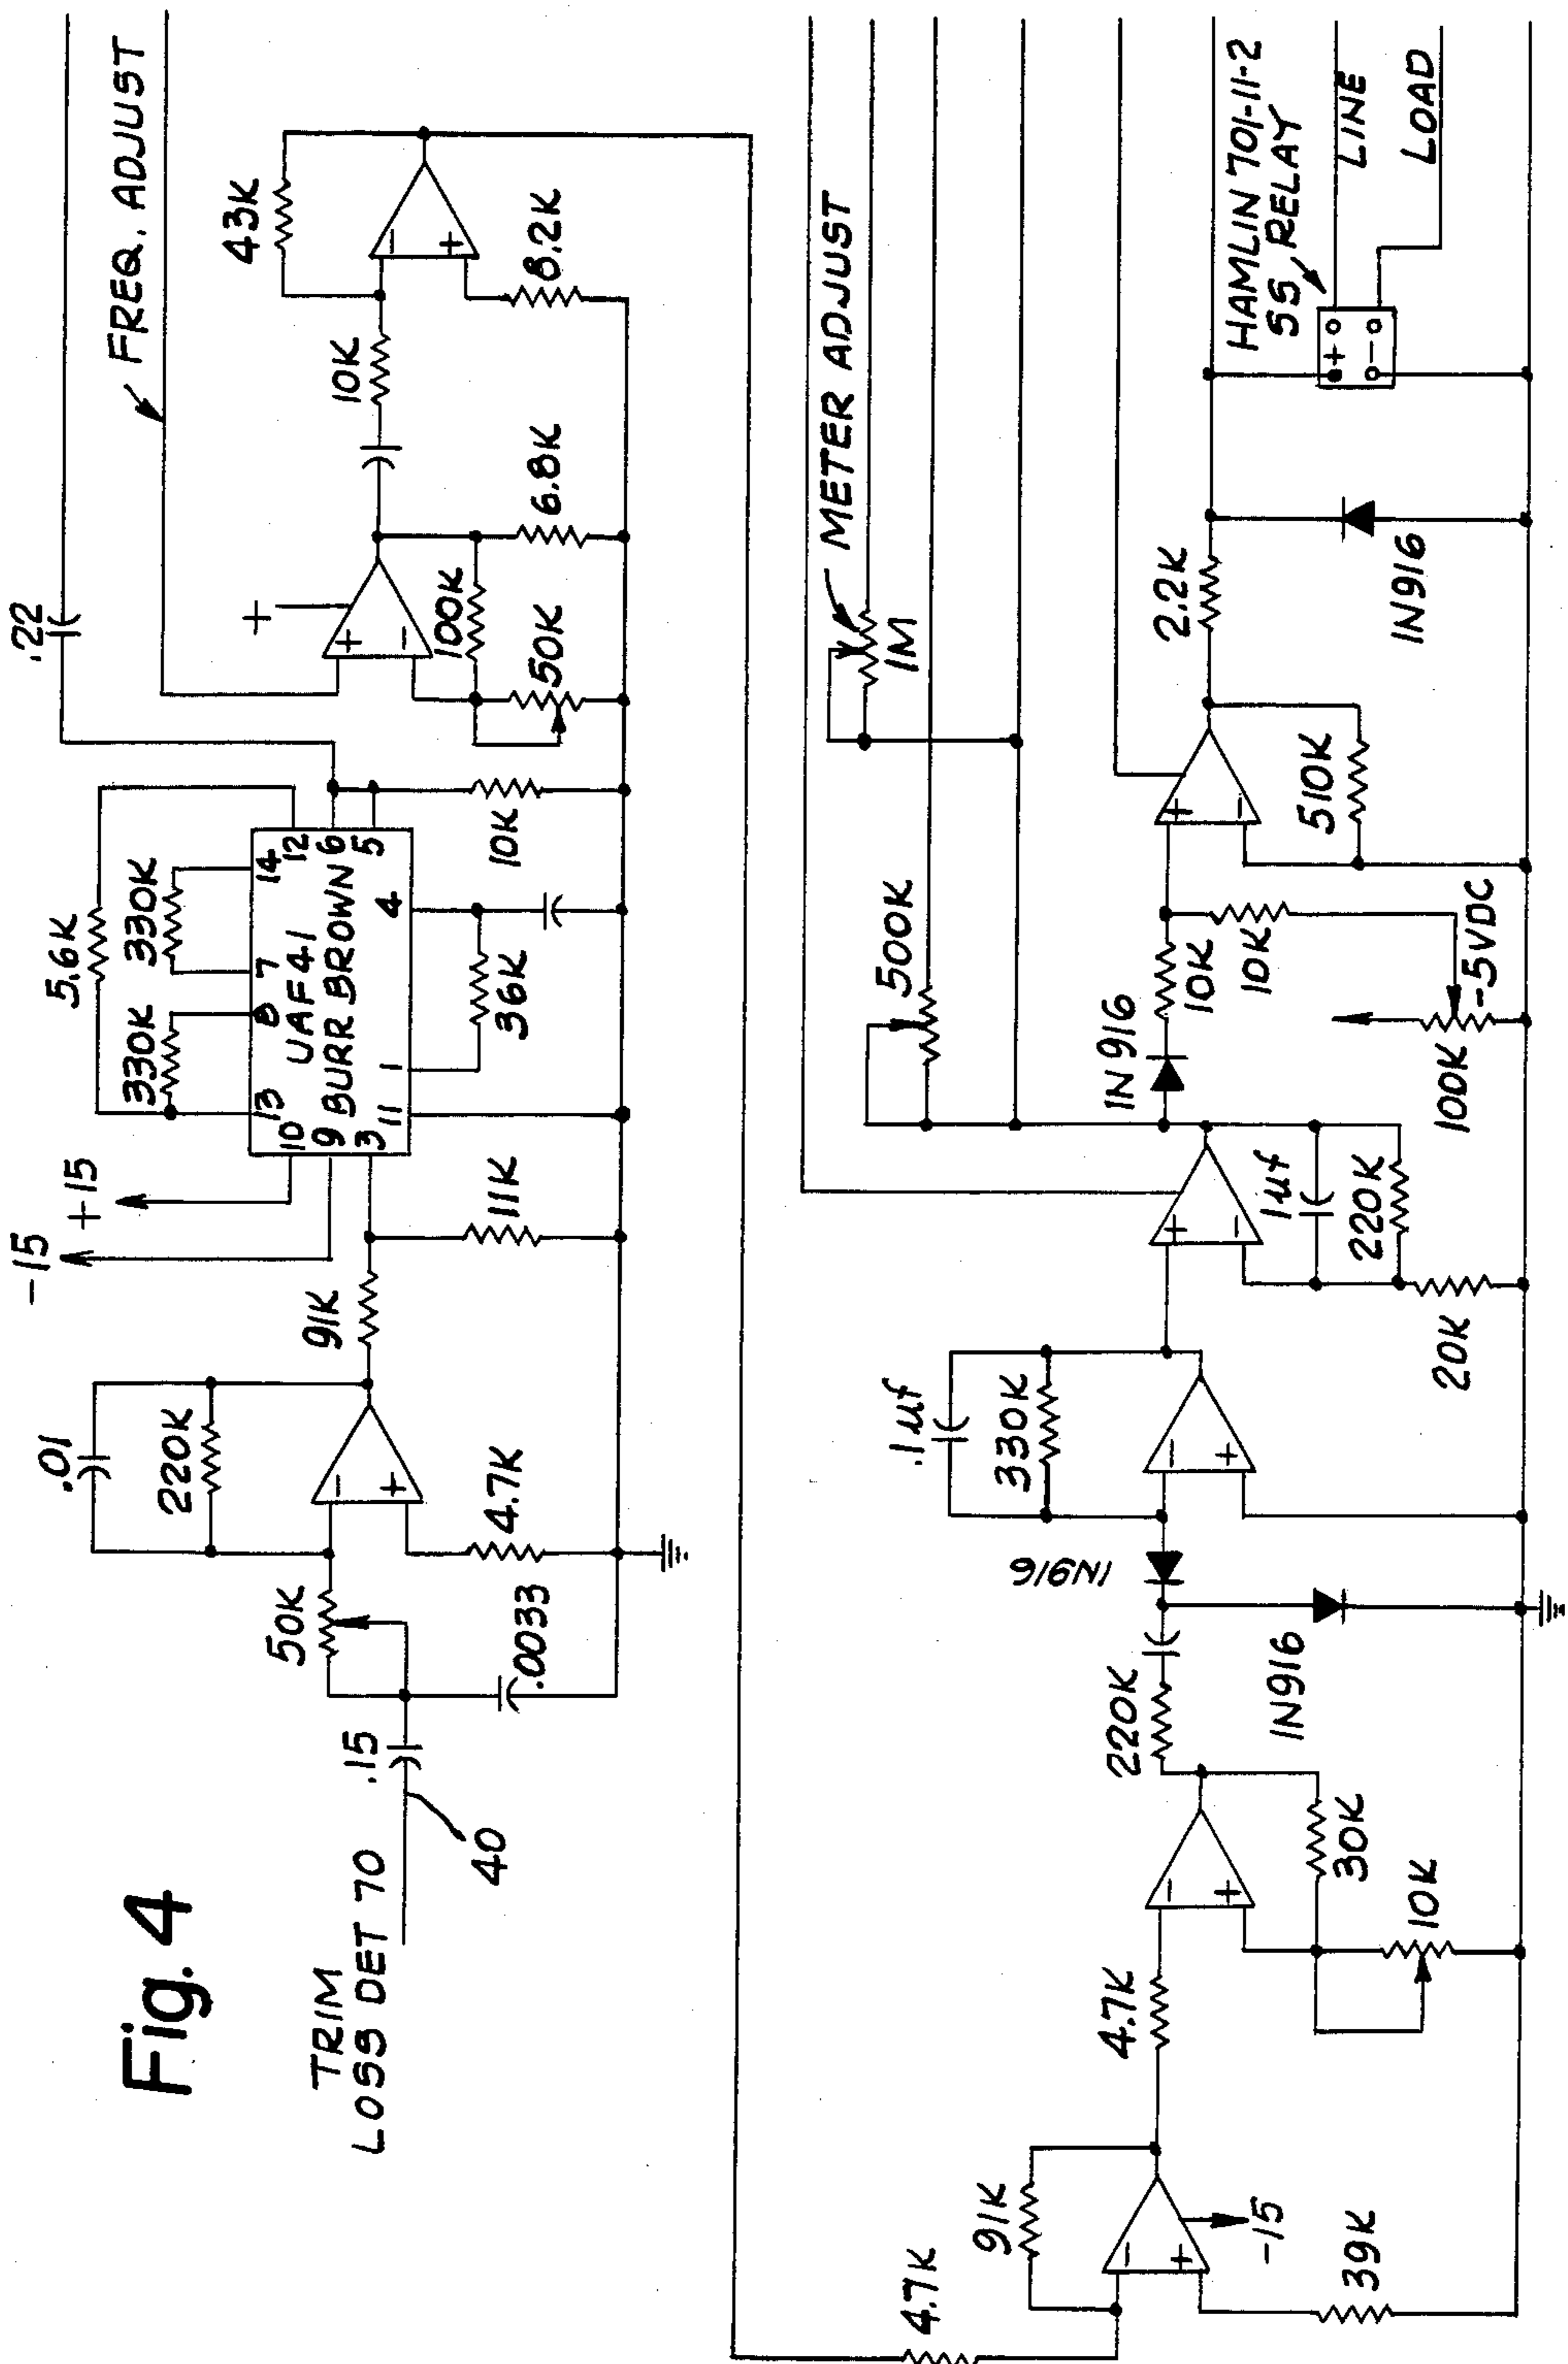 Fig. 4
TRIM
LOSS DET 70
40
.15
.0033
50K
.01
220K
4.7K
91K
11K
-15
+15
5.6K
330K
330K
13
8
7
14
10
9
3
UAF41
BURR BROWN
12
6
5
11
1
4
36K
10K
.22
FREQ. ADJUST
+
+
-
100K
50K
6.8K
10K
43K
-
+
8.2K
-
+
4.7K
91K
-
+
-15
39K
4.7K
-
+
30K
10K
220K
1N916
1N916
.1uf
330K
-
+
+
-
1uf
220K
20K
500K
METER ADJUST
1M
1N916
10K
10K
100K
-5VDC
+
-
510K
2.2K
1N916
HAMLIN 701-11-2
SS RELAY
+
-
LINE
LOAD